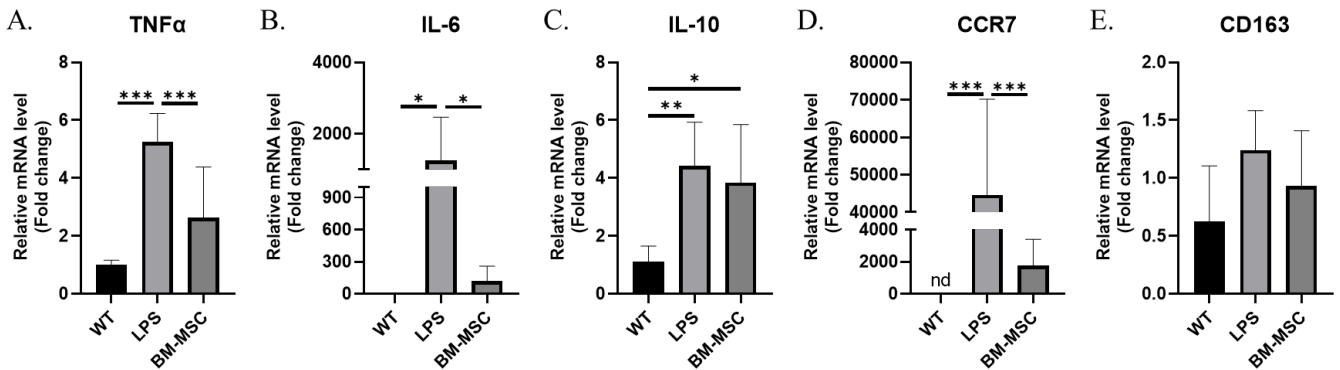 A.
TNFα
Relative mRNA level
(Fold change)
8
6
4
2
0
***
***
WT
LPS
BM-MSC
B.
IL-6
Relative mRNA level
(Fold change)
4000
2000
900
600
300
0
*
*
WT
LPS
BM-MSC
C.
IL-10
Relative mRNA level
(Fold change)
8
6
4
2
0
*
**
WT
LPS
BM-MSC
D.
CCR7
Relative mRNA level
(Fold change)
80000
70000
60000
50000
40000
4000
2000
0
***
***
nd
WT
LPS
BM-MSC
E.
CD163
Relative mRNA level
(Fold change)
2.0
1.5
1.0
0.5
0.0
WT
LPS
BM-MSC